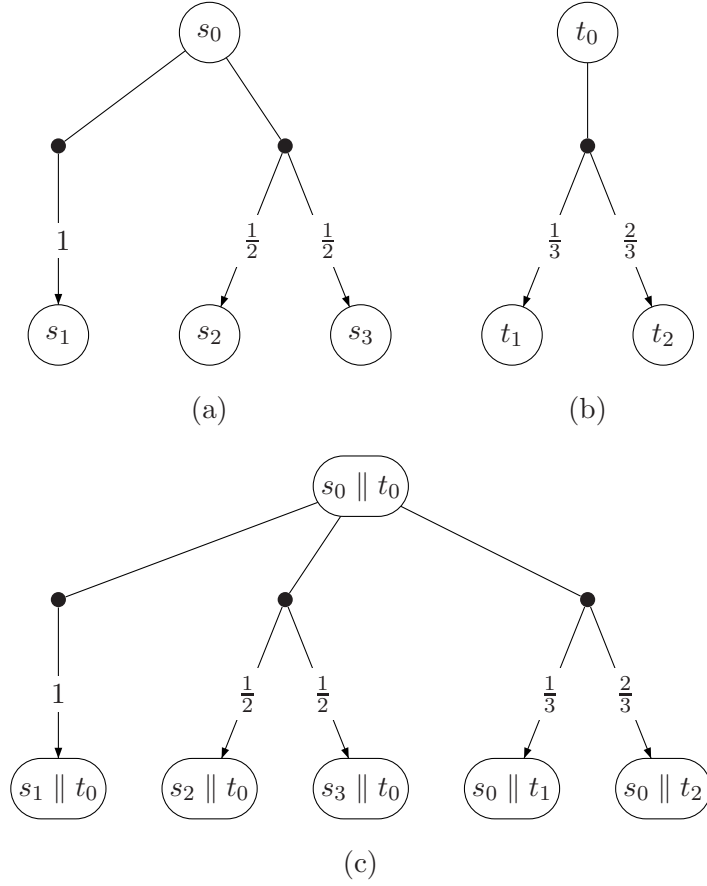 s₀ t₀
1 ½ ½ ⅓ ⅔
s₁ s₂ s₃ t₁ t₂
(a) (b)
s₀ ∥ t₀
1 ½ ½ ⅓ ⅔
s₁ ∥ t₀ s₂ ∥ t₀ s₃ ∥ t₀ s₀ ∥ t₁ s₀ ∥ t₂
(c)